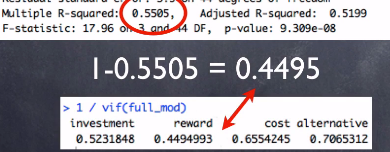 Residual standard error: 3.9 on 44 degrees of freedom
Multiple R-squared:  0.5505,    Adjusted R-squared:  0.5199
F-statistic: 17.96 on 3 and 44 DF,  p-value: 9.309e-08
1-0.5505 = 0.4495
> 1 / vif(full_mod)
investment reward cost alternative
0.5231848 0.4494993 0.6554245 0.7065312